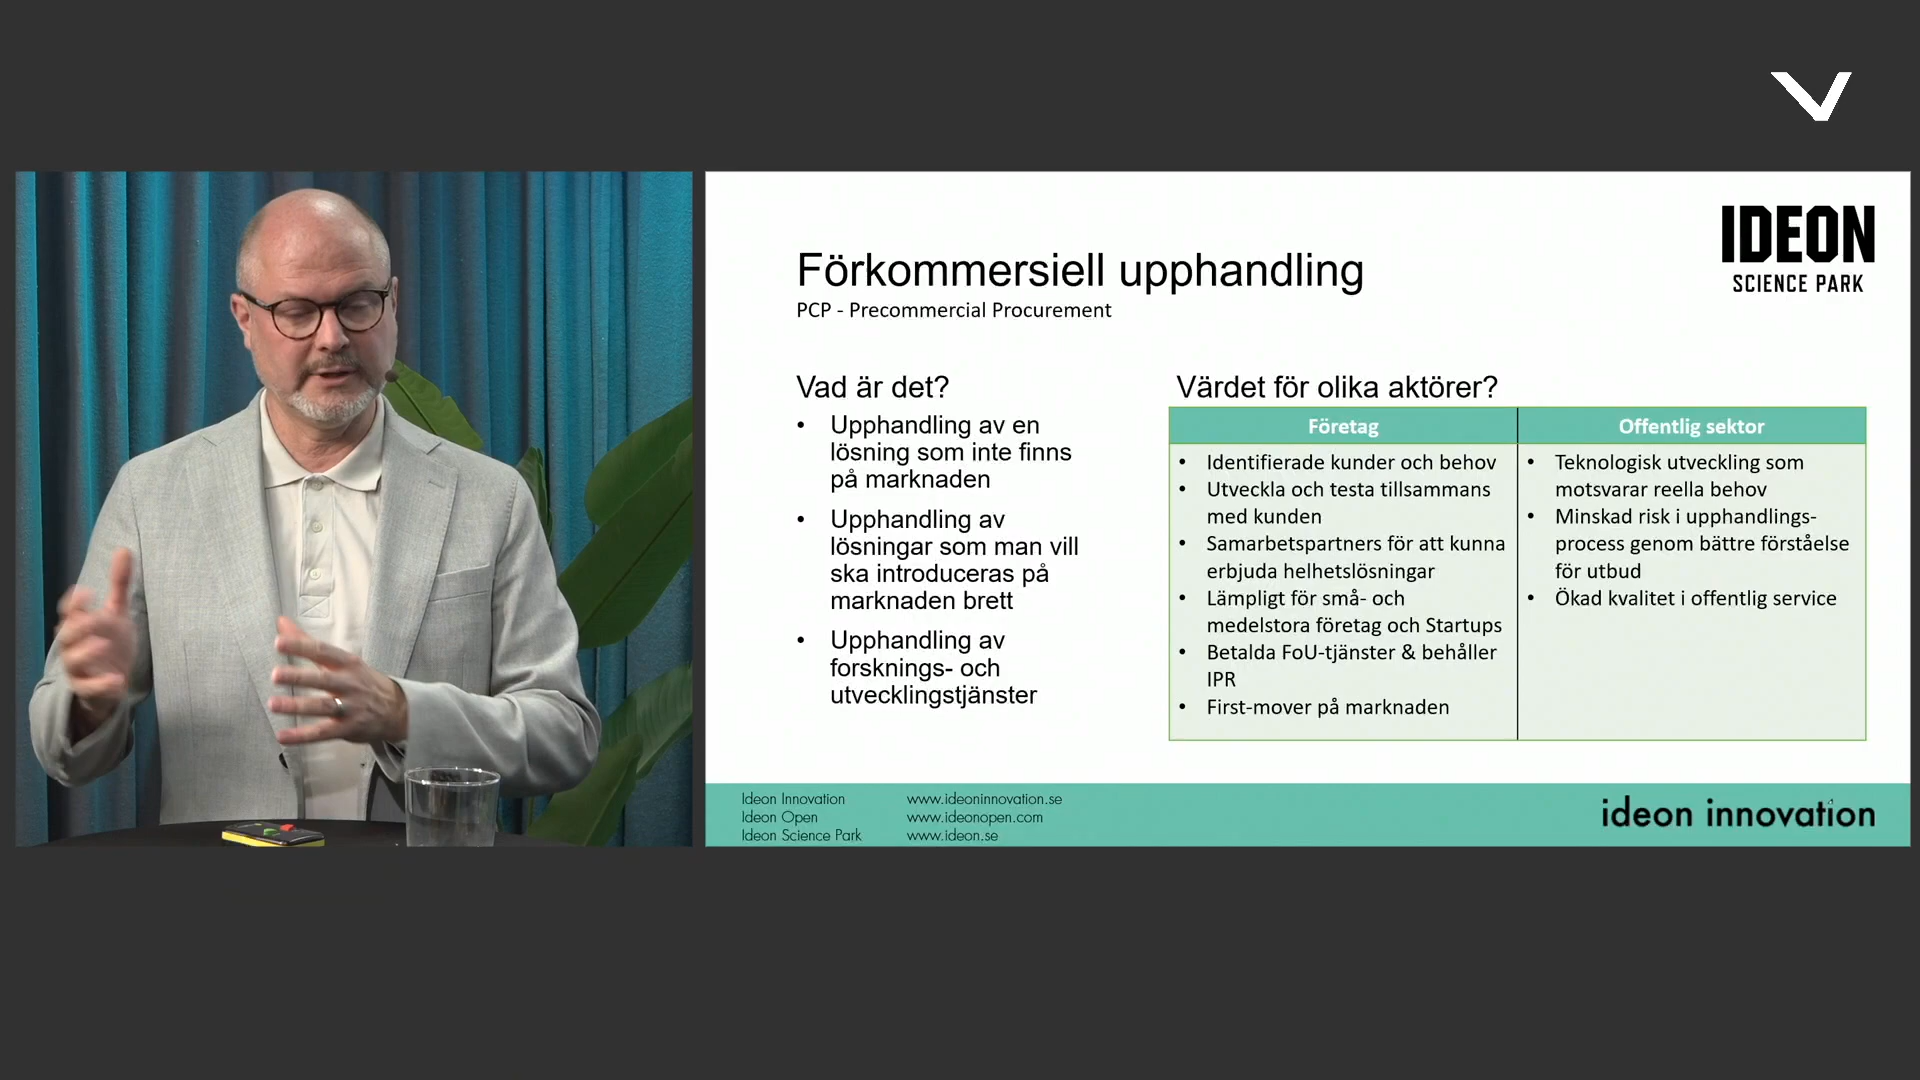 IDEON
SCIENCE PARK
Förkommersiell upphandling
PCP - Precommercial Procurement
Vad är det?
• Upphandling av en
lösning som inte finns
på marknaden
• Upphandling av
lösningar som man vill
ska introduceras på
marknaden brett
• Upphandling av
forsknings- och
utvecklingstjänster
Värdet för olika aktörer?
Företag
• Identifierade kunder och behov
• Utveckla och testa tillsammans
med kunden
• Samarbetspartners för att kunna
erbjuda helhetslösningar
• Lämpligt för små- och
medelstora företag och Startups
• Betalda FoU-tjänster & behåller
IPR
• First-mover på marknaden
Offentlig sektor
• Teknologisk utveckling som
motsvarar reella behov
• Minskad risk i upphandlings-
process genom bättre förståelse
för utbud
• Ökad kvalitet i offentlig service
Ideon Innovation www.ideoninnovation.se
Ideon Open www.ideonopen.com
Ideon Science Park www.ideon.se
ideon innovation